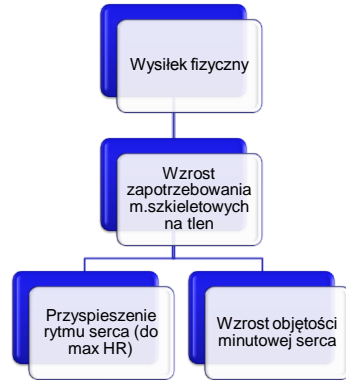 Wysiłek fizyczny
Wzrost
zapotrzebowania
m.szkieletowych
na tlen
Przyspieszenie
rytmu serca (do
max HR)
Wzrost objętości
minutowej serca